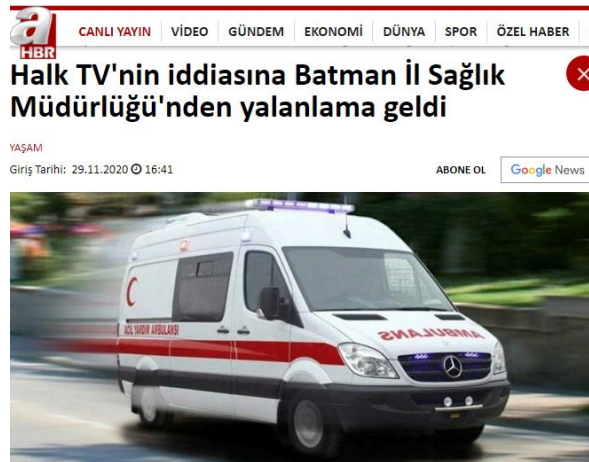 a
HBR
CANLI YAYIN VİDEO GÜNDEM EKONOMİ DÜNYA SPOR ÖZEL HABER
Halk TV'nin iddiasına Batman İl Sağlık
Müdürlüğü'nden yalanlama geldi
YAŞAM
Giriş Tarihi: 29.11.2020 16:41
ABONE OL
Google News
ACİL YARDIM AMBULANSI
AMBULANS